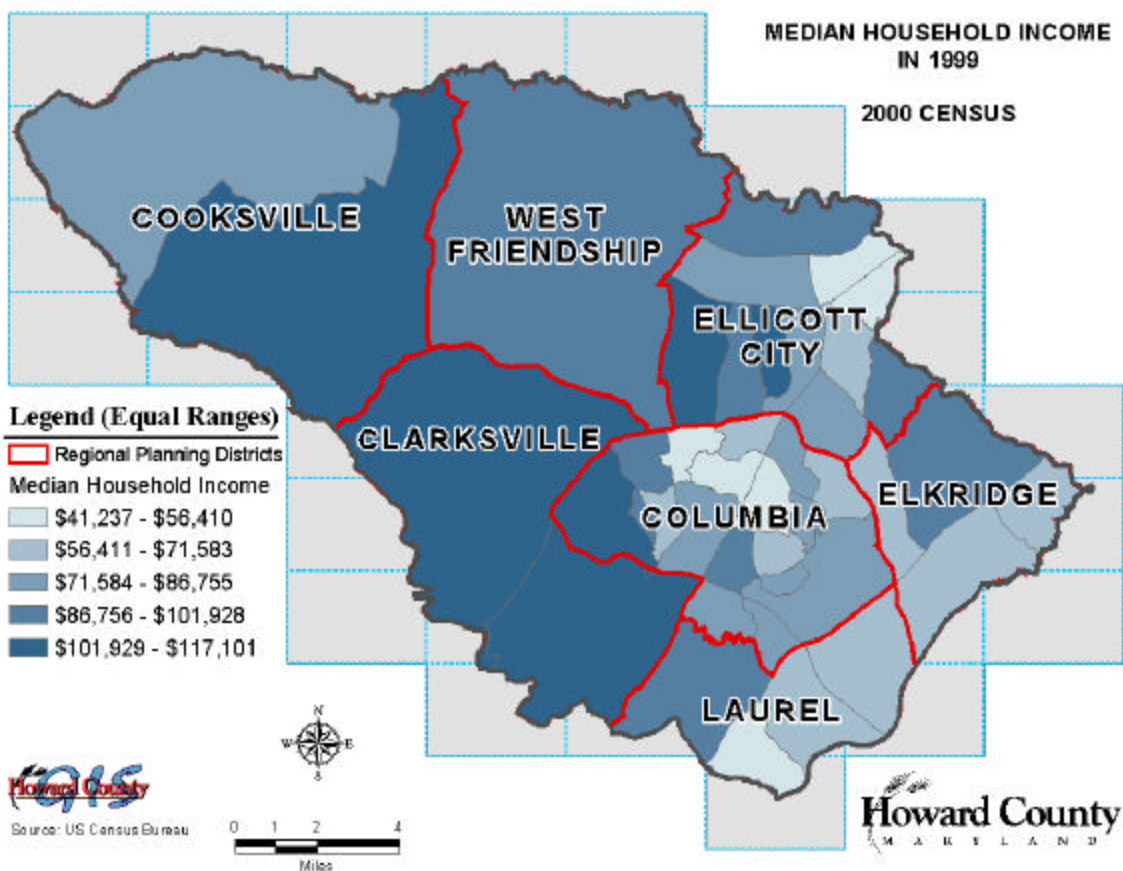 MEDIAN HOUSEHOLD INCOME
IN 1999
2000 CENSUS
COOKSVILLE
WEST
FRIENDSHIP
ELLICOTT
CITY
CLARKSVILLE
COLUMBIA
ELKRIDGE
LAUREL
Legend (Equal Ranges)
Regional Planning Districts
Median Household Income
$41,237 - $56,410
$56,411 - $71,583
$71,584 - $86,755
$86,756 - $101,928
$101,929 - $117,101
N
W E
S
Howard County
GIS
Source: US Census Bureau
0 1 2 4
Miles
Howard County
MARYLAND